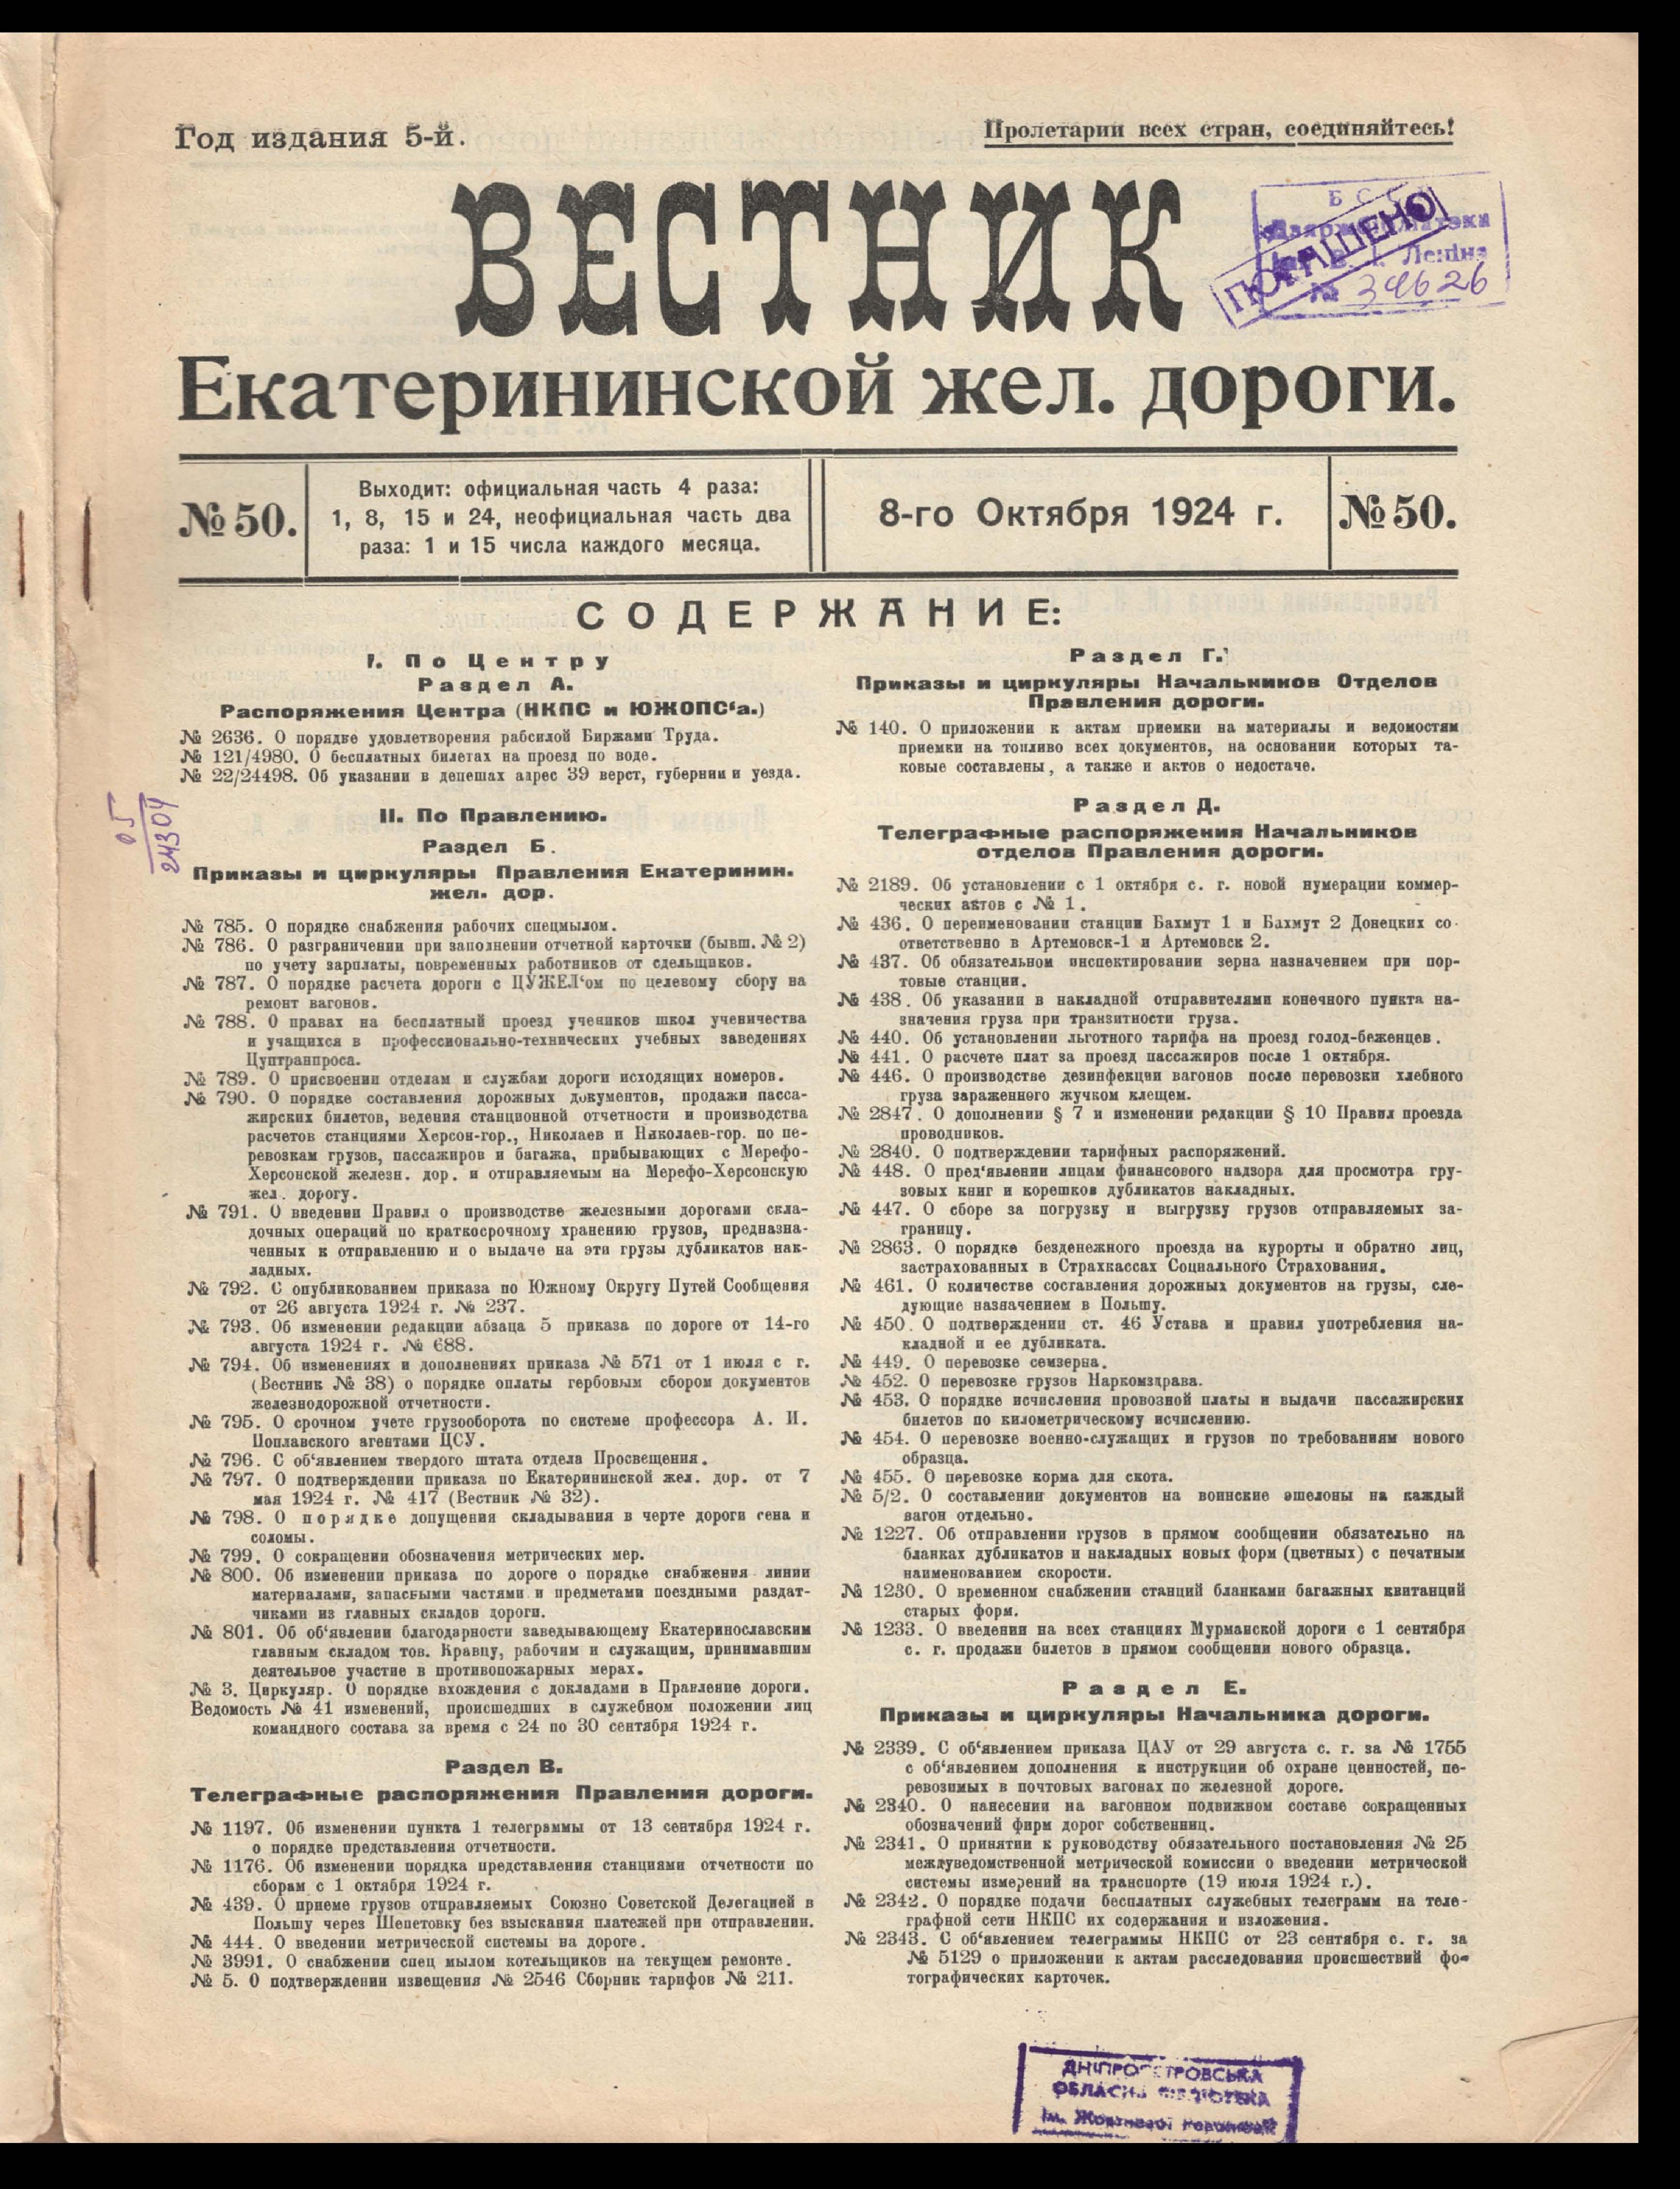 Год издания 5-й.
Пролетарии всех стран, соединяйтесь!
ВЕСТНИК
Екатерининской жел. дороги.
№ 50.
Выходит: официальная часть 4 раза:
1, 8, 15 и 24, неофициальная часть два
раза: 1 и 15 числа каждого месяца.
8-го Октября 1924 г.
№ 50.
СОДЕРЖАНИЕ:
I. По Центру
Раздел А.
Распоряжения Центра (НКПС и ЮЖОПС‘а.)
№ 2636. О порядке удовлетворения рабсилой Биржами Труда.
№ 121/4980. О бесплатных билетах на проезд по воде.
№ 22/24498. Об указании в депешах адрес 39 верст, губернии и уезда.
II. По Правлению.
Раздел Б.
Приказы и циркуляры Правления Екатеринин.
жел. дор.
№ 785. О порядке снабжения рабочих спецмылом.
№ 786. О разграничении при заполнении отчетной карточки (бывш. № 2)
по учету зарплаты, повременных работников от сдельщиков.
№ 787. О порядке расчета дороги с ЦУЖЕЛ‘ом по целевому сбору на
ремонт вагонов.
№ 788. О правах на бесплатный проезд учеников школ ученичества
и учащихся в профессионально-технических учебных заведениях
Цуптранпроса.
№ 789. О присвоении отделам и службам дороги исходящих номеров.
№ 790. О порядке составления дорожных документов, продажи пасса-
жирских билетов, ведения станционной отчетности и производства
расчетов станциями Херсон-гор., Николаев и Николаев-гор. по пе-
ревозкам грузов, пассажиров и багажа, прибывающих с Мерефо-
Херсонской железн. дор. и отправляемым на Мерефо-Херсонскую
жел. дорогу.
№ 791. О введении Правил о производстве железными дорогами скла-
дочных операций по краткосрочному хранению грузов, предназна-
ченных к отправлению и о выдаче на эти грузы дубликатов нак-
ладных.
№ 792. С опубликованием приказа по Южному Округу Путей Сообщения
от 26 августа 1924 г. № 237.
№ 793. Об изменении редакции абзаца 5 приказа по дороге от 14-го
августа 1924 г. № 688.
№ 794. Об изменениях и дополнениях приказа № 571 от 1 июля с г.
(Вестник № 38) о порядке оплаты гербовым сбором документов
железнодорожной отчетности.
№ 795. О срочном учете грузооборота по системе профессора А. И.
Поплавского агентами ЦСУ.
№ 796. С об‘явлением твердого штата отдела Просвещения.
№ 797. О подтверждении приказа по Екатерининской жел. дор. от 7
мая 1924 г. № 417 (Вестник № 32).
№ 798. О порядке допущения складывания в черте дороги сена и
соломы.
№ 799. О сокращении обозначения метрических мер.
№ 800. Об изменении приказа по дороге о порядке снабжения линии
материалами, запасными частями и предметами поездными раздат-
чиками из главных складов дороги.
№ 801. Об об‘явлении благодарности заведывающему Екатеринославским
главным складом тов. Кравцу, рабочим и служащим, принимавшим
деятельное участие в противопожарных мерах.
№ 3. Циркуляр. О порядке вхождения с докладами в Правление дороги.
Ведомость № 41 изменений, происшедших в служебном положении лиц
командного состава за время с 24 по 30 сентября 1924 г.
Раздел В.
Телеграфные распоряжения Правления дороги.
№ 1197. Об изменении пункта 1 телеграммы от 13 сентября 1924 г.
о порядке представления отчетности.
№ 1176. Об изменении порядка представления станциями отчетности по
сборам с 1 октября 1924 г.
№ 439. О приеме грузов отправляемых Союзно Советской Делегацией в
Польшу через Шепетовку без взыскания платежей при отправлении.
№ 444. О введении метрической системы на дороге.
№ 3991. О снабжении спец мылом котельщиков на текущем ремонте.
№ 5. О подтверждении извещения № 2546 Сборник тарифов № 211.
Раздел Г.
Приказы и циркуляры Начальников Отделов
Правления дороги.
№ 140. О приложении к актам приемки на материалы и ведомостям
приемки на топливо всех документов, на основании которых та-
ковые составлены, а также и актов о недостаче.
Раздел Д.
Телеграфные распоряжения Начальников
отделов Правления дороги.
№ 2189. Об установлении с 1 октября с. г. новой нумерации коммер-
ческих актов с № 1.
№ 436. О переименовании станции Бахмут 1 и Бахмут 2 Донецких со-
ответственно в Артемовск-1 и Артемовск 2.
№ 437. Об обязательном инспектировании зерна назначением при пор-
товые станции.
№ 438. Об указании в накладной отправителями конечного пункта на-
значения груза при транзитности груза.
№ 440. Об установлении льготного тарифа на проезд голод-беженцев.
№ 441. О расчете плат за проезд пассажиров после 1 октября.
№ 446. О производстве дезинфекции вагонов после перевозки хлебного
груза зараженного жучком клещем.
№ 2847. О дополнении § 7 и изменении редакции § 10 Правил проезда
проводников.
№ 2840. О подтверждении тарифных распоряжений.
№ 448. О пред‘явлении лицам финансового надзора для просмотра гру-
зовых книг и корешков дубликатов накладных.
№ 447. О сборе за погрузку и выгрузку грузов отправляемых за-
границу.
№ 2863. О порядке безденежного проезда на курорты и обратно лиц,
застрахованных в Страхкассах Социального Страхования.
№ 461. О количестве составления дорожных документов на грузы, сле-
дующие назначением в Польшу.
№ 450. О подтверждении ст. 46 Устава и правил употребления на-
кладной и ее дубликата.
№ 449. О перевозке семзерна.
№ 452. О перевозке грузов Наркомздрава.
№ 453. О порядке исчисления провозной платы и выдачи пассажирских
билетов по километрическому исчислению.
№ 454. О перевозке военно-служащих и грузов по требованиям нового
образца.
№ 455. О перевозке корма для скота.
№ 5/2. О составлении документов на воинские эшелоны на каждый
вагон отдельно.
№ 1227. Об отправлении грузов в прямом сообщении обязательно на
бланках дубликатов и накладных новых форм (цветных) с печатным
наименованием скорости.
№ 1230. О временном снабжении станций бланками багажных квитанций
старых форм.
№ 1233. О введении на всех станциях Мурманской дороги с 1 сентября
с. г. продажи билетов в прямом сообщении нового образца.
Раздел Е.
Приказы и циркуляры Начальника дороги.
№ 2339. С об‘явлением приказа ЦАУ от 29 августа с. г. за № 1755
с об‘явлением дополнения к инструкции об охране ценностей, пе-
ревозимых в почтовых вагонах по железной дороге.
№ 2340. О нанесении на вагонном подвижном составе сокращенных
обозначений фирм дорог собственниц.
№ 2341. О принятии к руководству обязательного постановления № 25
междуведомственной метрической комиссии о введении метрической
системы измерений на транспорте (19 июля 1924 г.).
№ 2342. О порядке подачи бесплатных служебных телеграмм на теле-
графной сети НКПС их содержания и изложения.
№ 2343. С об‘явлением телеграммы НКПС от 23 сентября с. г. за
№ 5129 о приложении к актам расследования происшествий фо-
тографических карточек.
ПОГАШЕНО
Леніна
№ 34626
05
24304
ДНІПРОПЕТРОВСЬКА
ОБЛАСНА БІБЛІОТЕКА
ім. Жовтневої революції